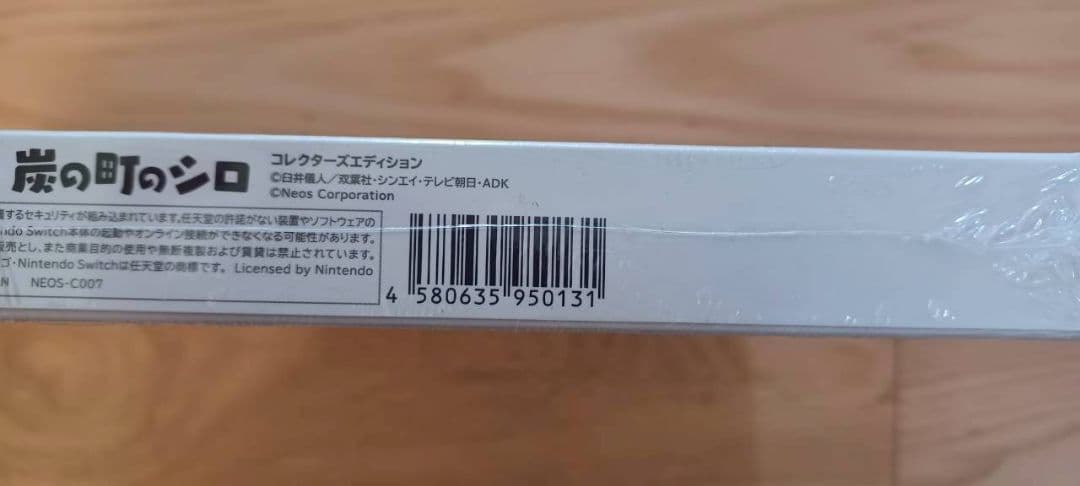 炭の町のシロ
コレクターズエディション
©臼井儀人／双葉社・シンエイ・テレビ朝日・ADK
©Neos Corporation
するセキュリティが組み込まれています。任天堂の許諾がない装置やソフトウェアの
ndo Switch本体の起動やオンライン接続ができなくなる可能性があります。
売とし、また商業目的の使用や無断複製および賃貸は禁止されています。
ゴ・Nintendo Switchは任天堂の商標です。 Licensed by Nintendo
N NEOS-C007
4 580635 950131